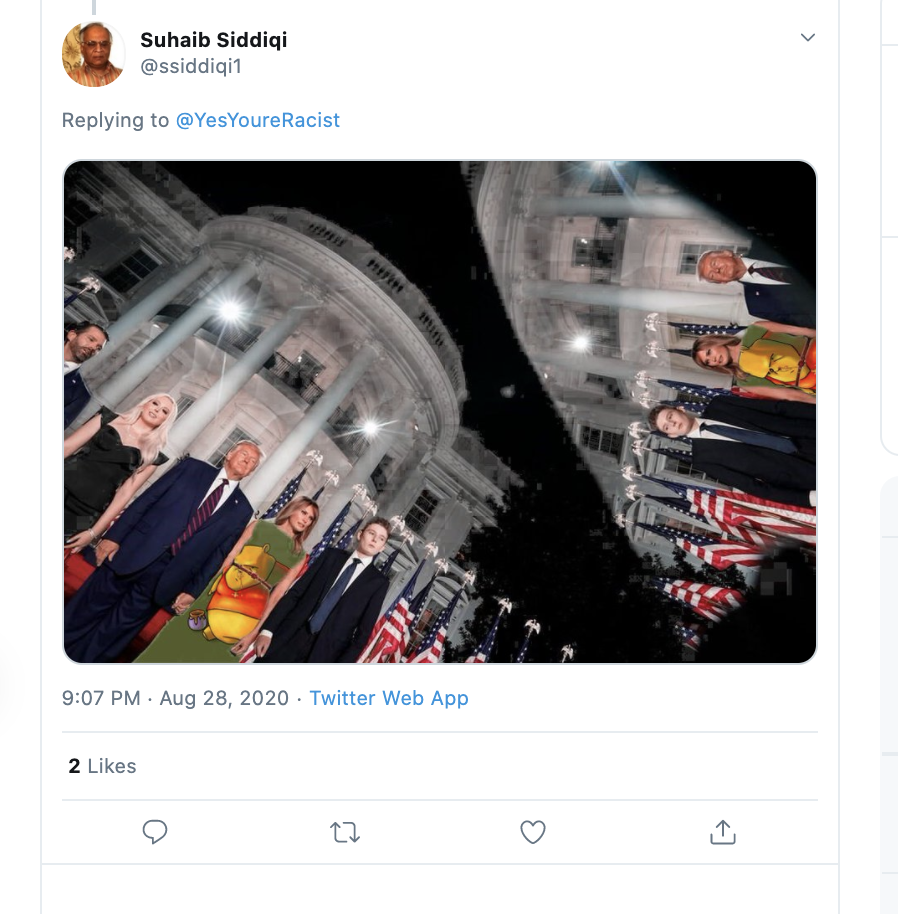 Suhaib Siddiqi
@ssiddiqi1
Replying to @YesYoureRacist
9:07 PM · Aug 28, 2020 · Twitter Web App
2 Likes